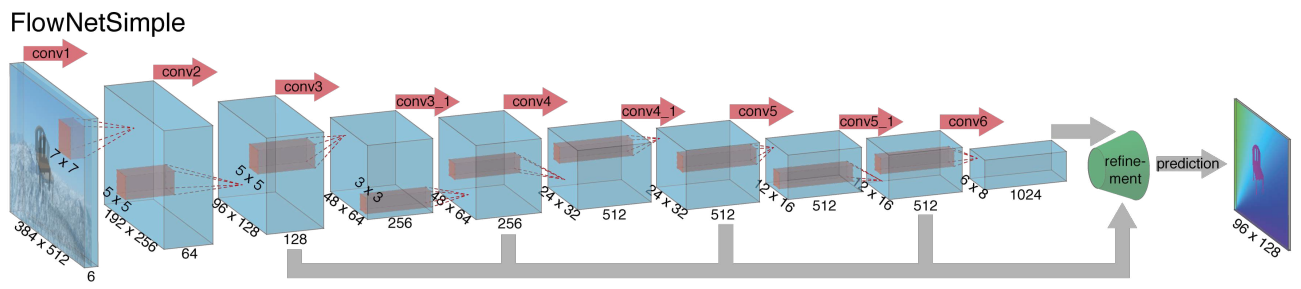 FlowNetSimple
conv1
conv2
conv3
conv3_1
conv4
conv4_1
conv5
conv5_1
conv6
7 x 7
5 x 5
5 x 5
3 x 3
384 x 512
192 x 256
96 x 128
48 x 64
48 x 64
24 x 32
24 x 32
12 x 16
12 x 16
6 x 8
6
64
128
256
256
512
512
512
512
1024
refine-
ment
prediction
96 x 128